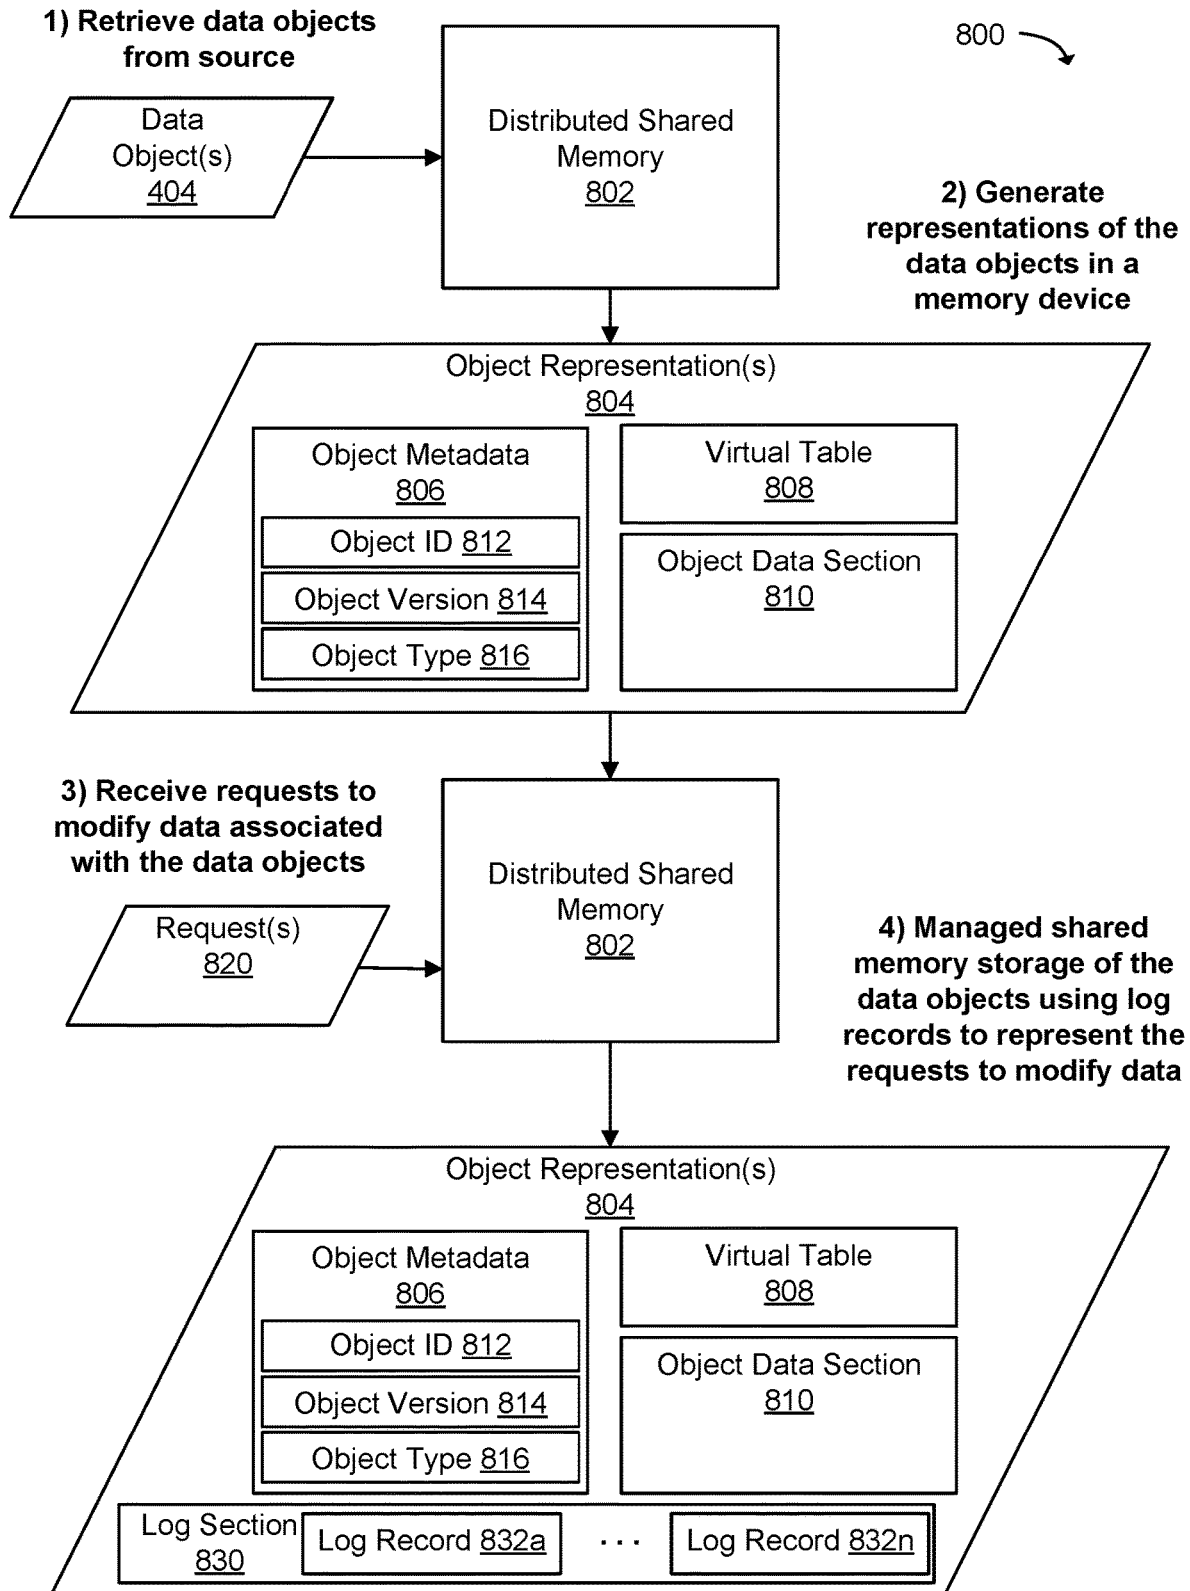 1) Retrieve data objects
from source
800
Data
Object(s)
404
Distributed Shared
Memory
802
2) Generate
representations of the
data objects in a
memory device
Object Representation(s)
804
Object Metadata
806
Object ID 812
Object Version 814
Object Type 816
Virtual Table
808
Object Data Section
810
3) Receive requests to
modify data associated
with the data objects
Request(s)
820
Distributed Shared
Memory
802
4) Managed shared
memory storage of the
data objects using log
records to represent the
requests to modify data
Object Representation(s)
804
Object Metadata
806
Object ID 812
Object Version 814
Object Type 816
Virtual Table
808
Object Data Section
810
Log Section
830
Log Record 832a
. . .
Log Record 832n